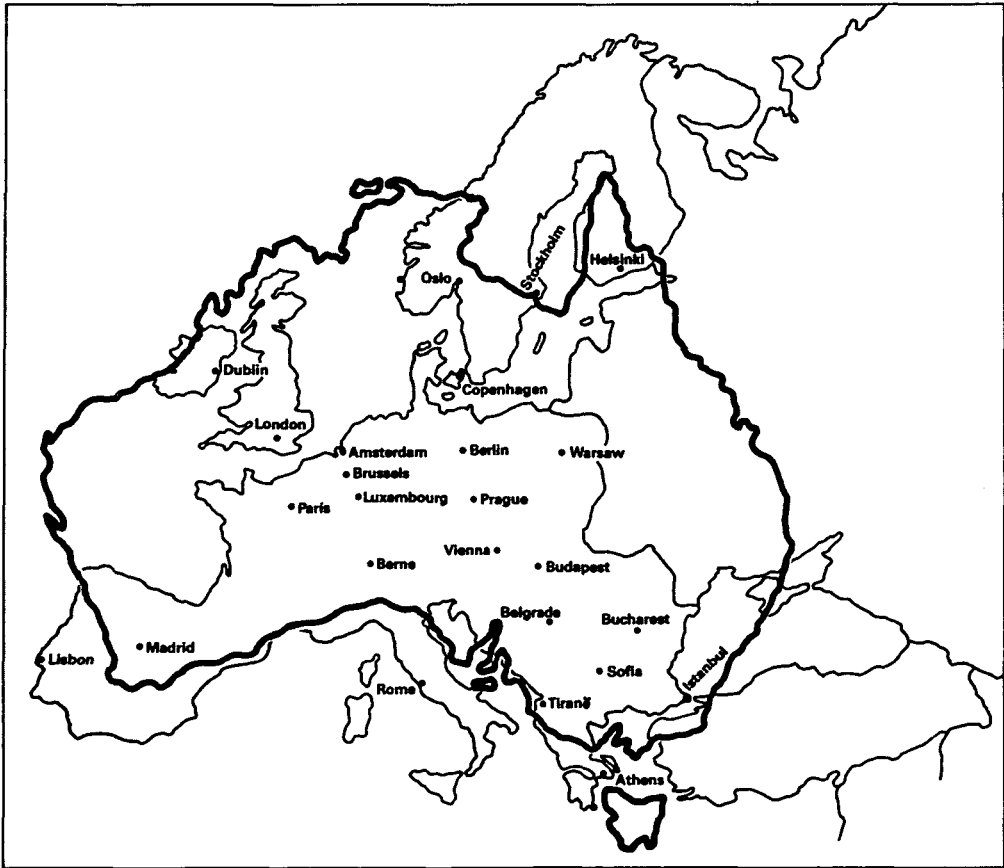 Helsinki
Stockholm
Oslo
Dublin
Copenhagen
London
Amsterdam
Berlin
Warsaw
Brussels
Luxembourg
Prague
Paris
Vienna
Berne
Budapest
Belgrade
Bucharest
Madrid
Lisbon
Sofia
Istanbul
Rome
Tiranë
Athens